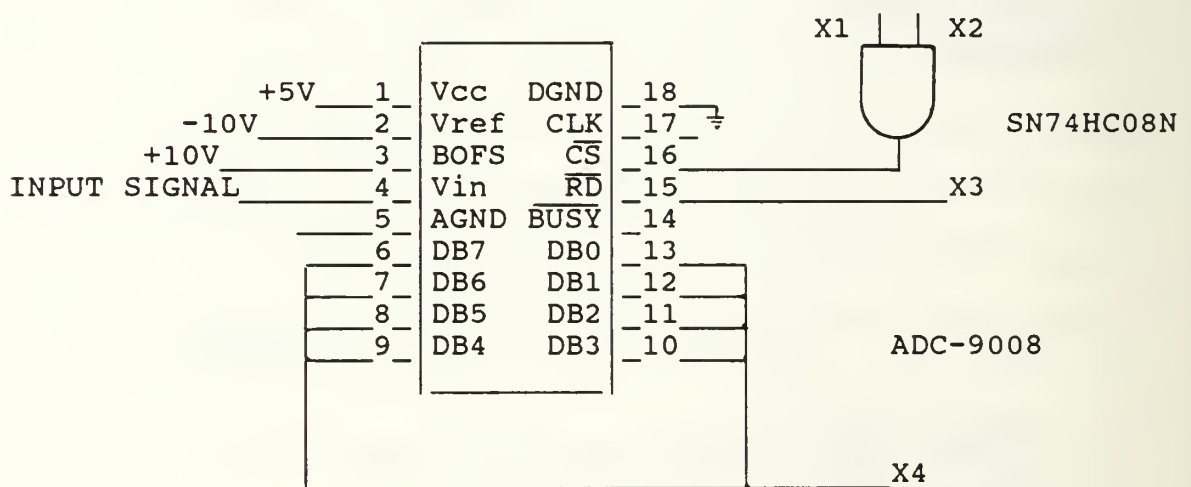 X1 X2
+5V 1 Vcc DGND 18
-10V 2 Vref CLK 17 SN74HC08N
+10V 3 BOFS CS 16
INPUT SIGNAL 4 Vin RD 15 X3
5 AGND BUSY 14
6 DB7 DB0 13
7 DB6 DB1 12
8 DB5 DB2 11
9 DB4 DB3 10 ADC-9008
X4